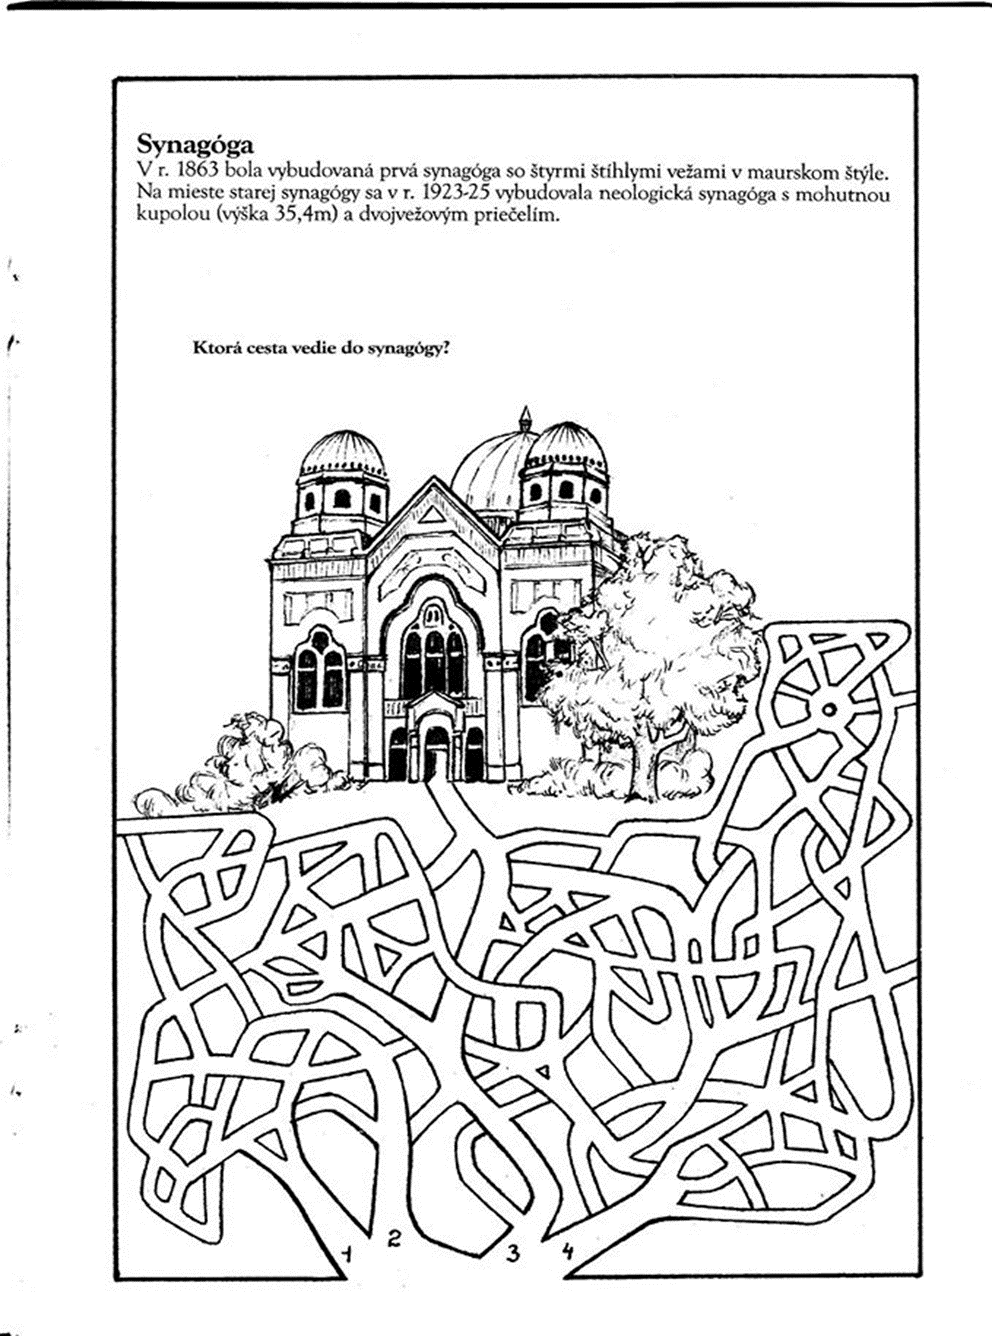 Synagóga
V r. 1863 bola vybudovaná prvá synagóga so štyrmi štíhlymi vežami v maurskom štýle.
Na mieste starej synagógy sa v r. 1923-25 vybudovala neologická synagóga s mohutnou
kupolou (výška 35,4m) a dvojvežovým priečelím.
Ktorá cesta vedie do synagógy?
1 2 3 4